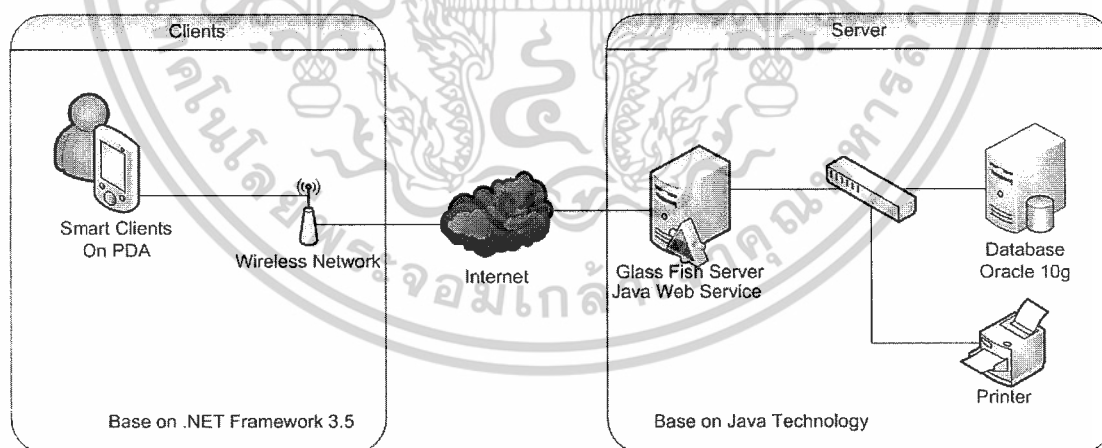 Clients
Server
Smart Clients
On PDA
Wireless Network
Internet
Glass Fish Server
Java Web Service
Database
Oracle 10g
Printer
Base on .NET Framework 3.5
Base on Java Technology